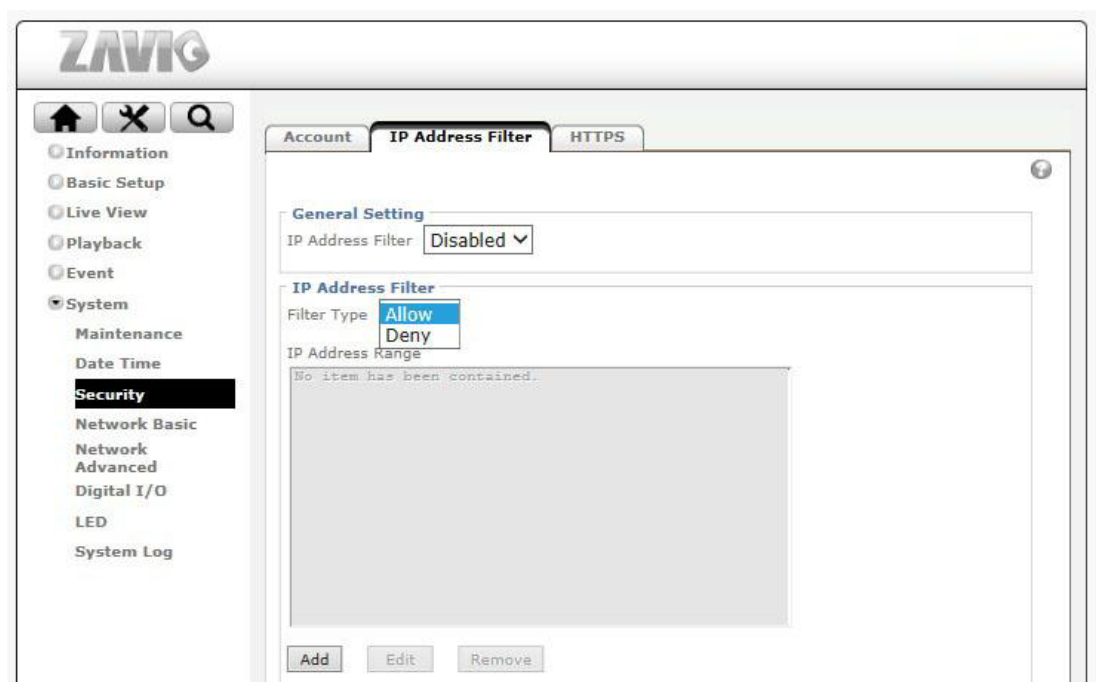 ZAVIO
Account
IP Address Filter
HTTPS
Information
Basic Setup
Live View
Playback
Event
System
Maintenance
Date Time
Security
Network Basic
Network
Advanced
Digital I/O
LED
System Log
General Setting
IP Address Filter Disabled
IP Address Filter
Filter Type Allow
Deny
IP Address Range
No item has been contained.
Add
Edit
Remove